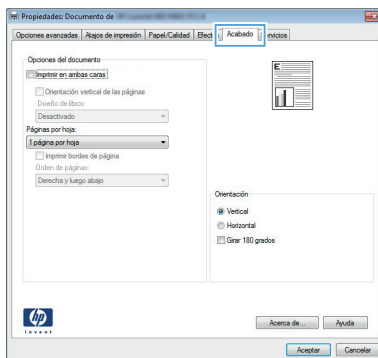 Propiedades: Documento de
Opciones avanzadas Atajos de impresión Papel/Calidad Efect Acabado rvicios
Opciones del documento
Imprimir en ambas caras
Orientación vertical de las páginas
Diseño de libros:
Desactivado
Páginas por hoja:
1 página por hoja
Imprimir bordes de página
Orden de páginas:
Derecha y luego abajo
Orientación
Vertical
Horizontal
Girar 180 grados
hp
invent
Acerca de... Ayuda
Aceptar Cancelar